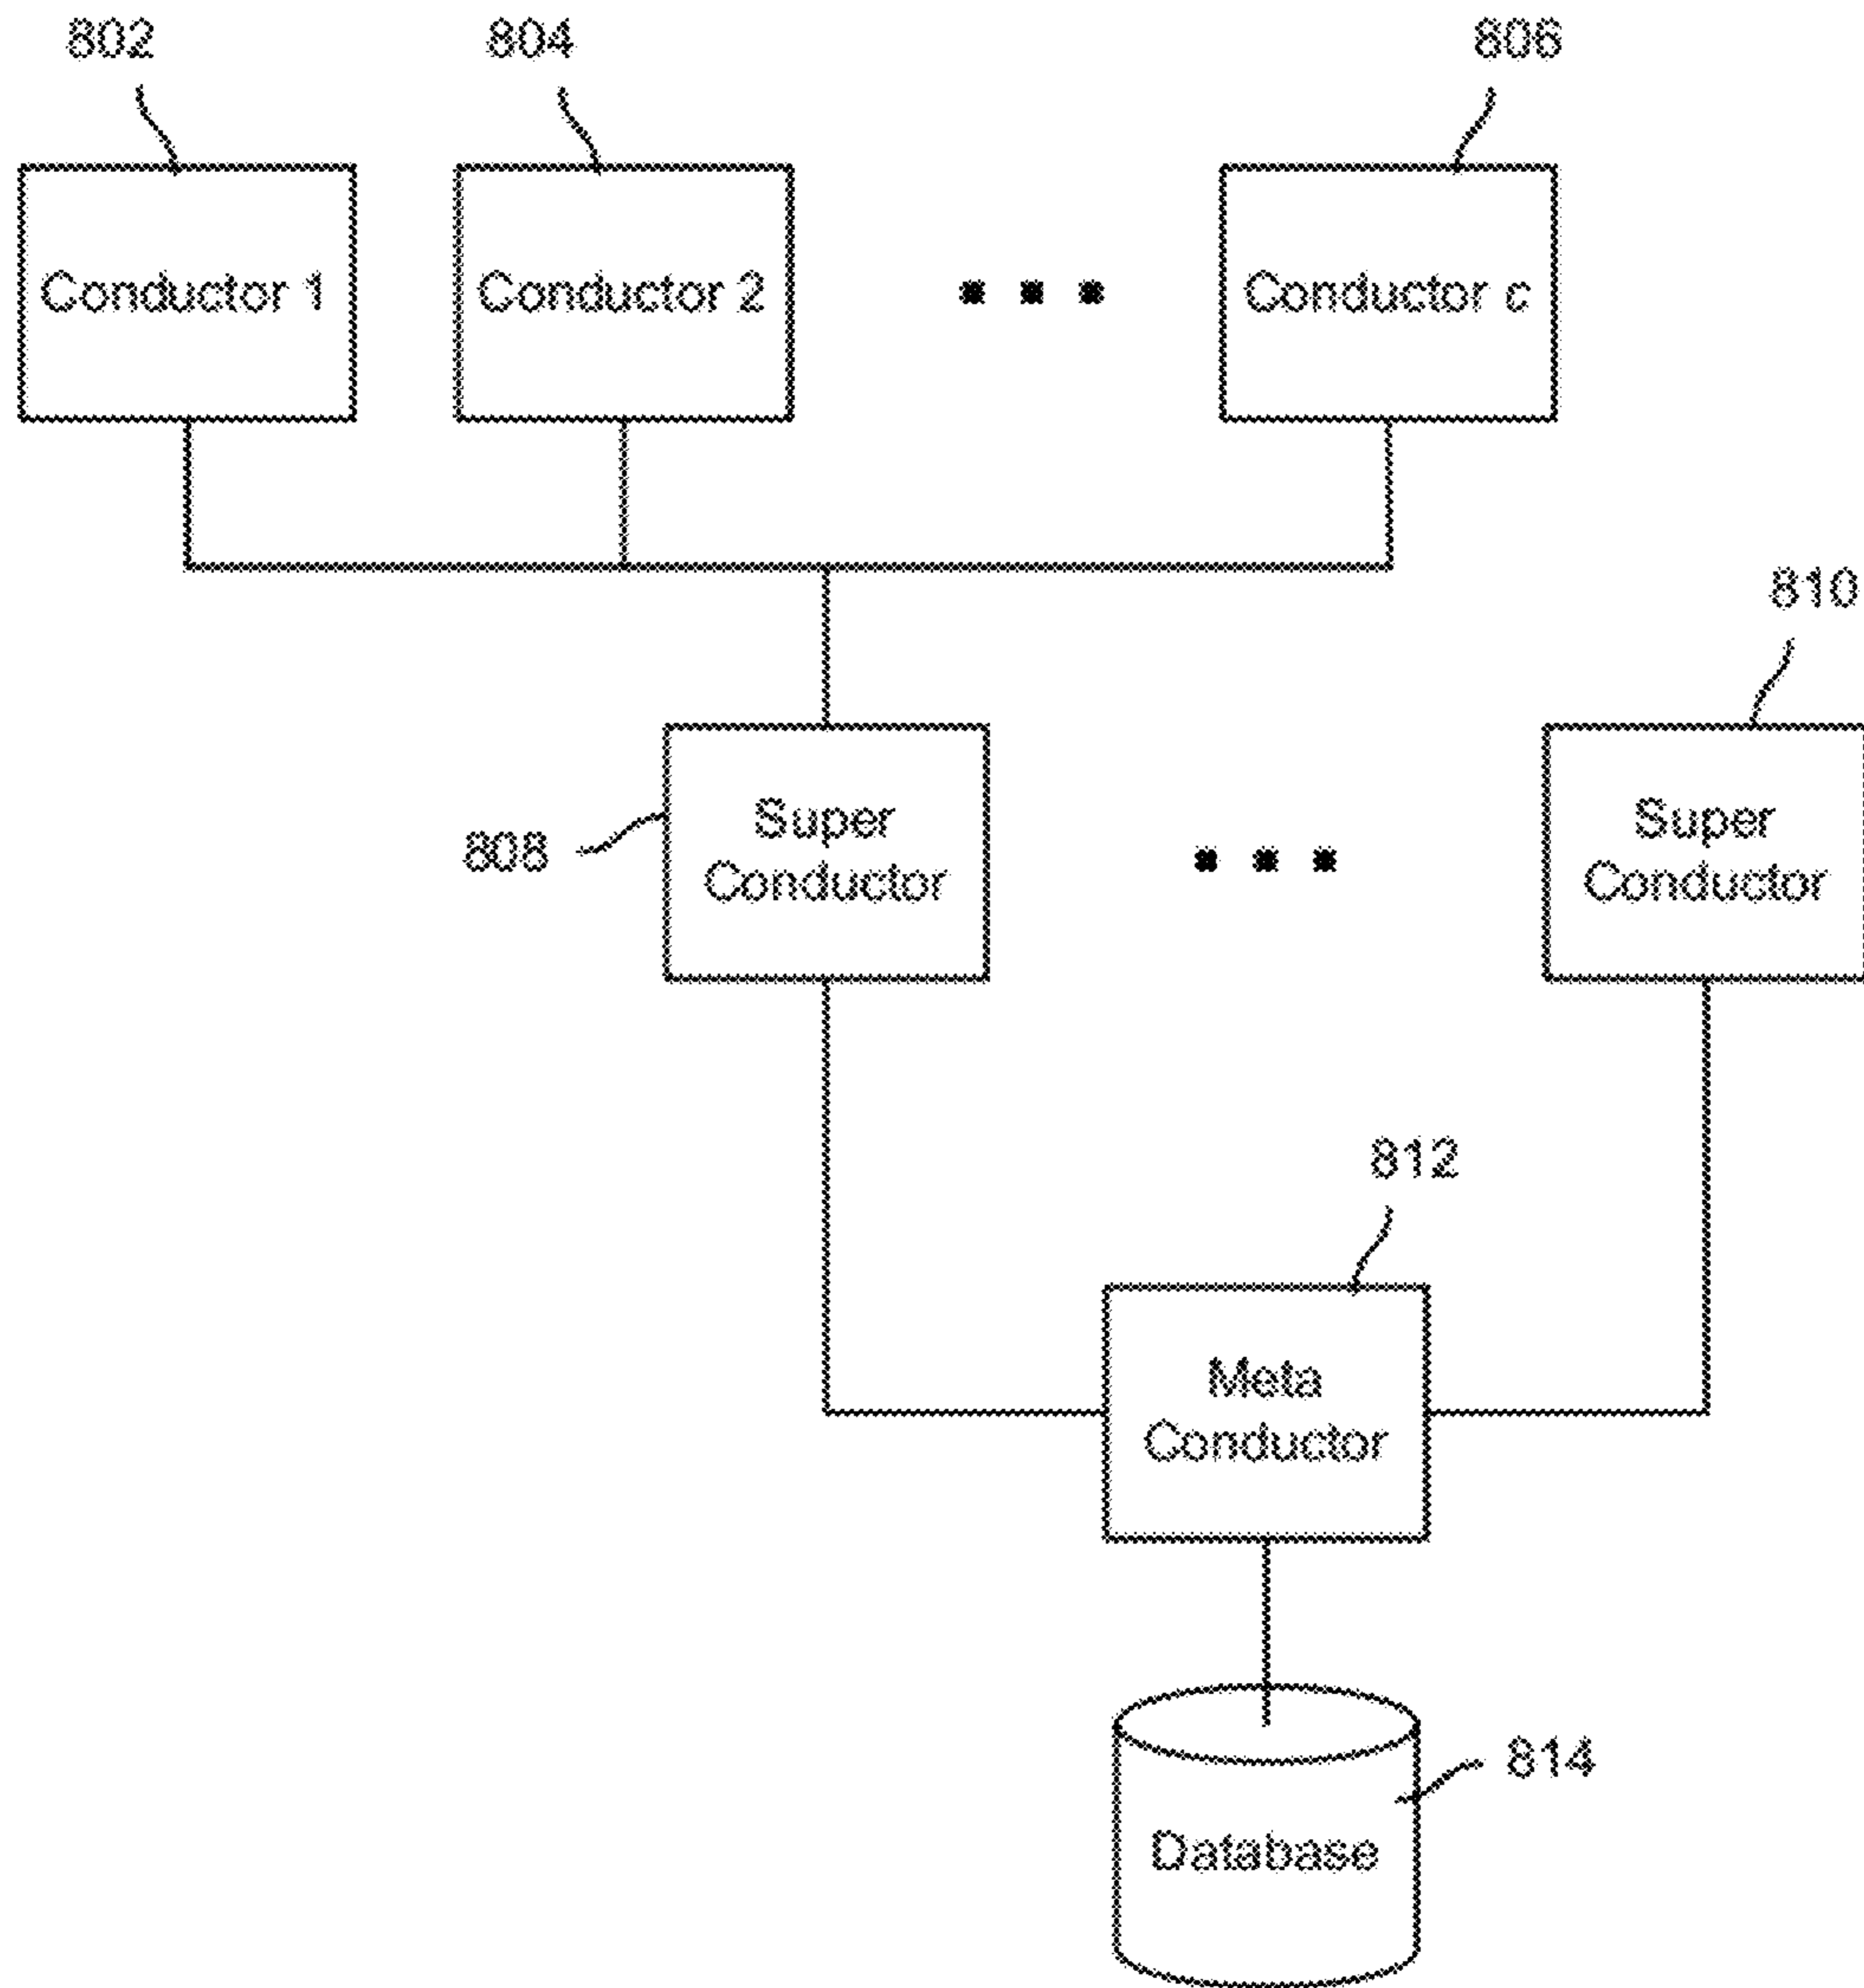 802
804
806
Conductor 1
Conductor 2
Conductor c
810
808
Super
Conductor
Super
Conductor
812
Meta
Conductor
814
Database